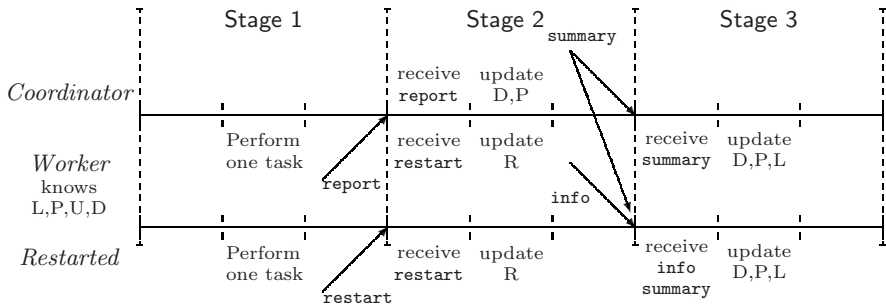 Stage 1
Stage 2
Stage 3
summary
Coordinator
receive
report
update
D,P
Worker
knows
L,P,U,D
Perform
one task
report
receive
restart
update
R
info
receive
summary
update
D,P,L
Restarted
Perform
one task
restart
receive
restart
update
R
receive
info
summary
update
D,P,L